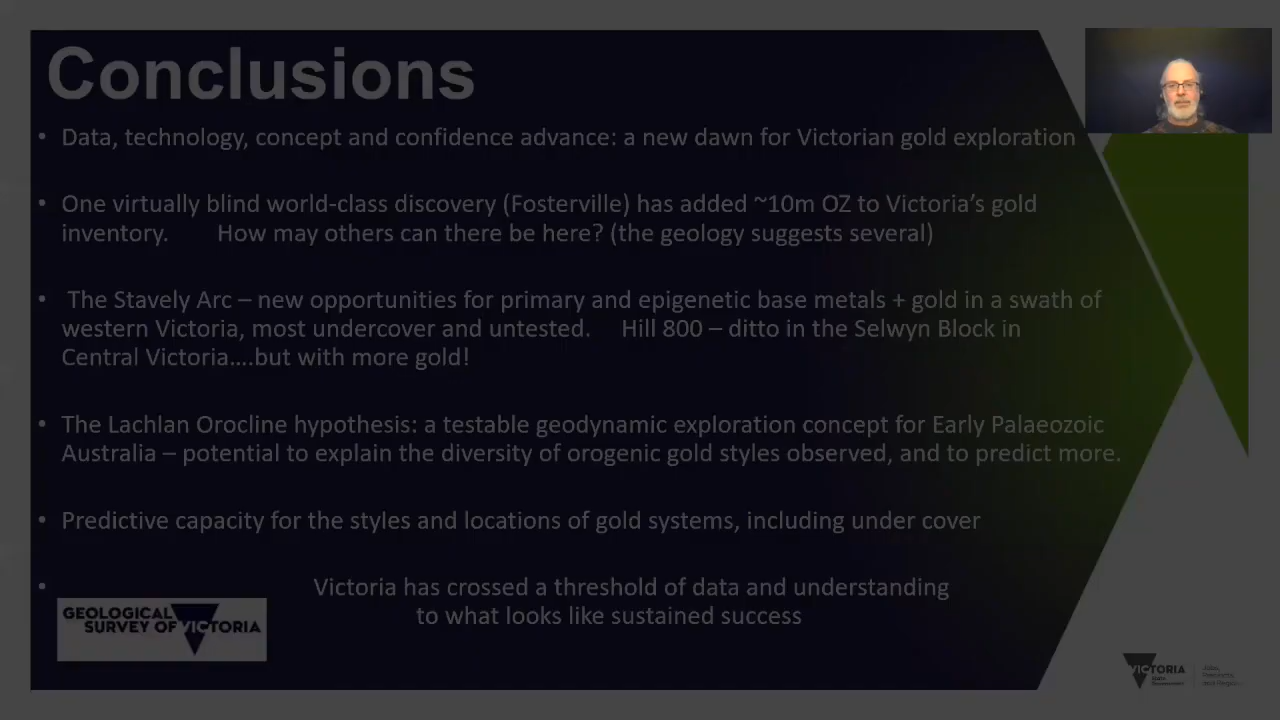 Conclusions
• Data, technology, concept and confidence advance: a new dawn for Victorian gold exploration
• One virtually blind world-class discovery (Fosterville) has added ~10m OZ to Victoria's gold
inventory. How may others can there be here? (the geology suggests several)
• The Stavely Arc – new opportunities for primary and epigenetic base metals + gold in a swath of
western Victoria, most undercover and untested. Hill 800 – ditto in the Selwyn Block in
Central Victoria....but with more gold!
• The Lachlan Orocline hypothesis: a testable geodynamic exploration concept for Early Palaeozoic
Australia – potential to explain the diversity of orogenic gold styles observed, and to predict more.
• Predictive capacity for the styles and locations of gold systems, including under cover
• Victoria has crossed a threshold of data and understanding
to what looks like sustained success
GEOLOGICAL
SURVEY OF VICTORIA
VICTORIA